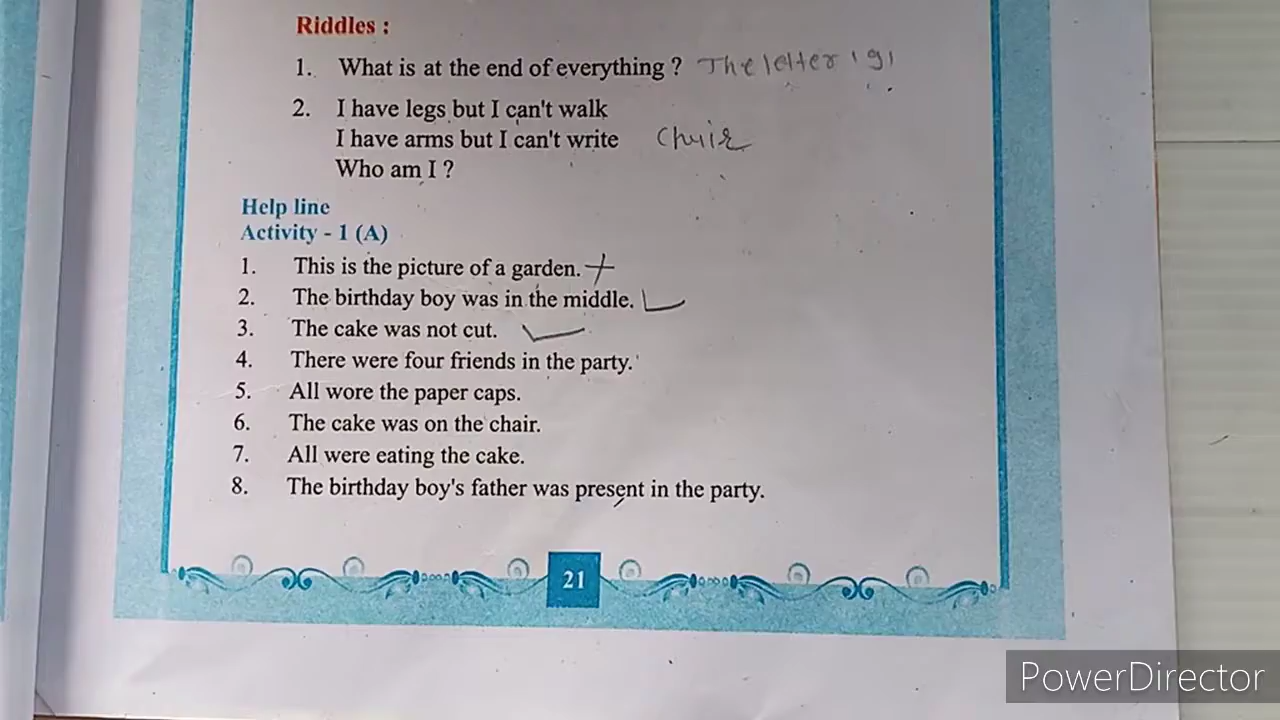 Riddles :
1. What is at the end of everything ? The letter 'g'
2. I have legs but I can't walk
I have arms but I can't write chair
Who am I ?
Help line
Activity - 1 (A)
1. This is the picture of a garden.
2. The birthday boy was in the middle.
3. The cake was not cut.
4. There were four friends in the party.
5. All wore the paper caps.
6. The cake was on the chair.
7. All were eating the cake.
8. The birthday boy's father was present in the party.
21
PowerDirector